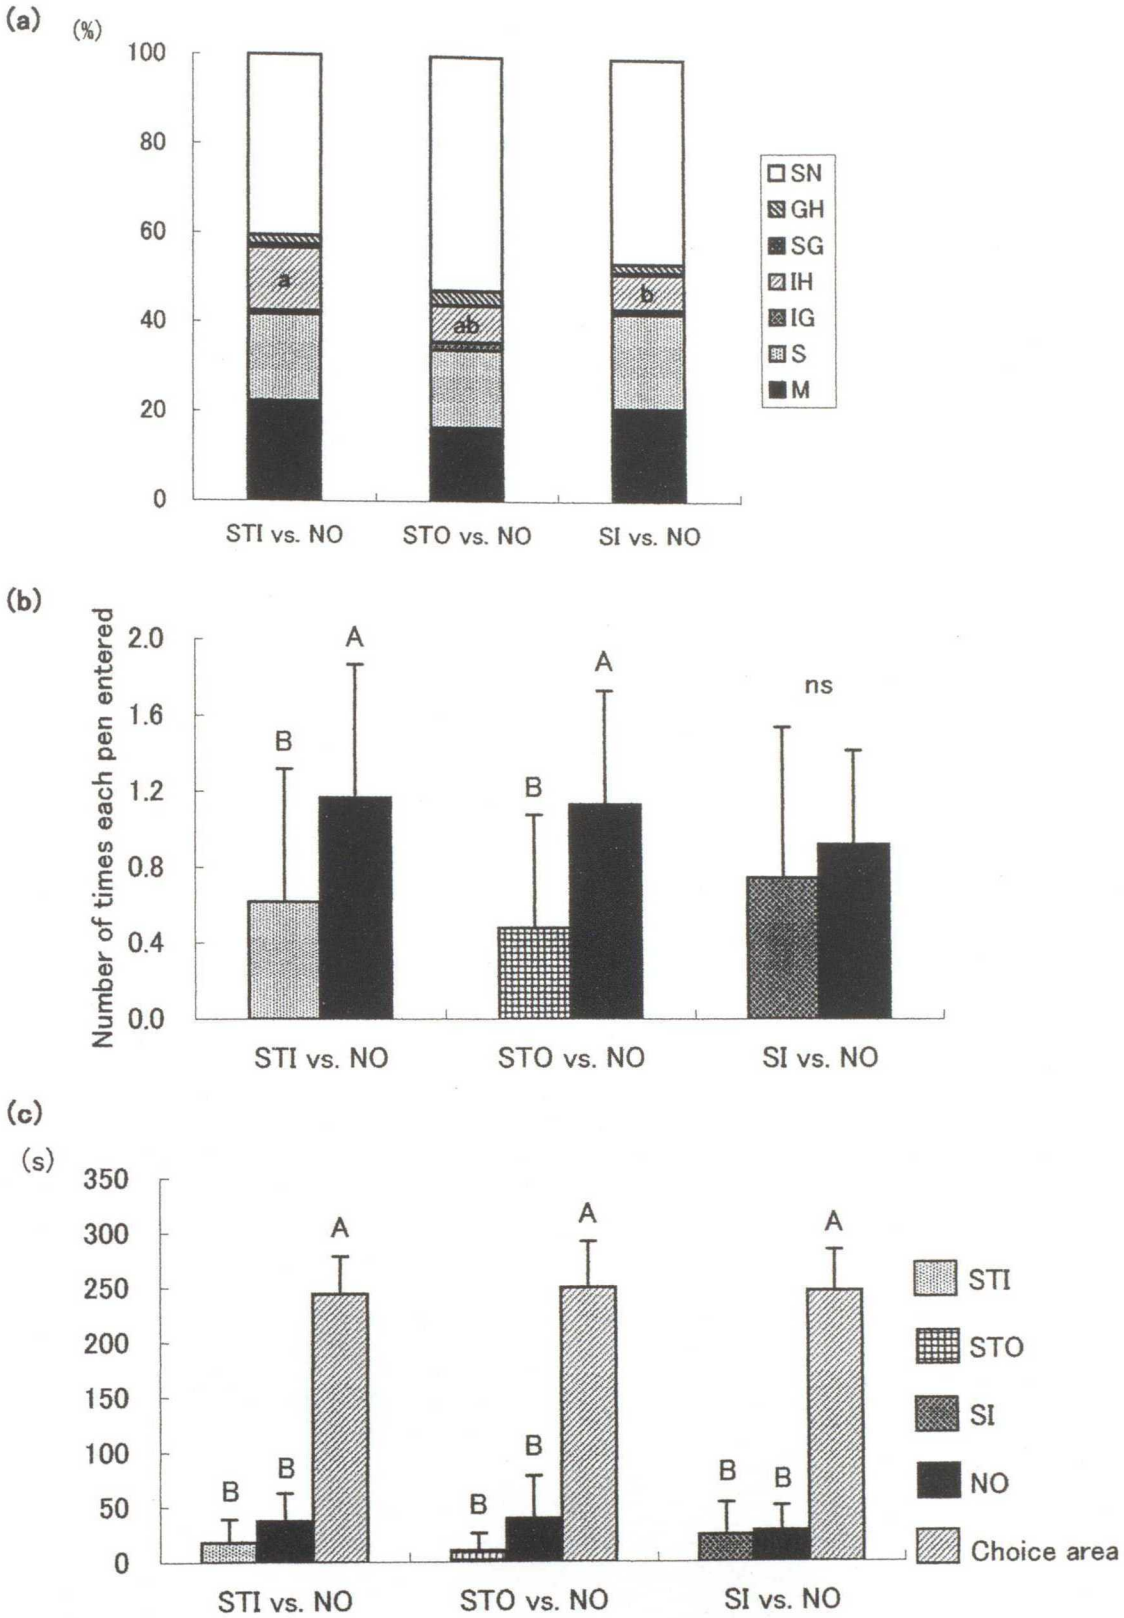 (a)
(%)
100
80
60
40
20
0
a
ab
b
STI vs. NO
STO vs. NO
SI vs. NO
SN
GH
SG
IH
IG
S
M
(b)
Number of times each pen entered
2.0
1.6
1.2
0.8
0.4
0.0
B
A
B
A
ns
STI vs. NO
STO vs. NO
SI vs. NO
(c)
(s)
350
300
250
200
150
100
50
0
B
B
A
B
B
A
B
B
A
STI vs. NO
STO vs. NO
SI vs. NO
STI
STO
SI
NO
Choice area